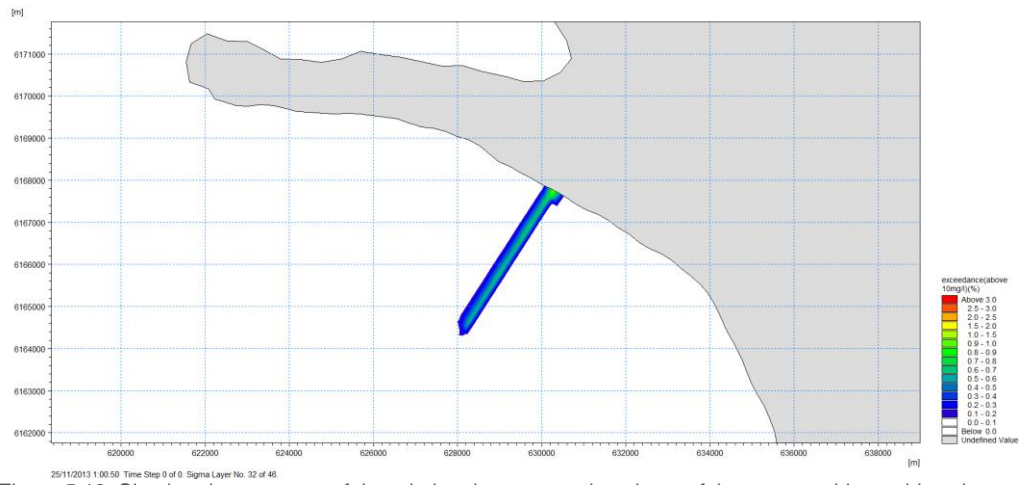 [m]
6171000
6170000
6169000
6168000
6167000
6166000
6165000
6164000
6163000
6162000
620000 622000 624000 626000 628000 630000 632000 634000 636000 638000
[m]
exceedance(above
10mg/l)(%)
Above 3.0
2.5 - 3.0
2.0 - 2.5
1.5 - 2.0
1.0 - 1.5
0.9 - 1.0
0.8 - 0.9
0.7 - 0.8
0.6 - 0.7
0.5 - 0.6
0.4 - 0.5
0.3 - 0.4
0.2 - 0.3
0.1 - 0.2
0.0 - 0.1
Below 0.0
Undefined Value
25/11/2013 1:00:50 Time Step 0 of 0. Sigma Layer No. 32 of 46.